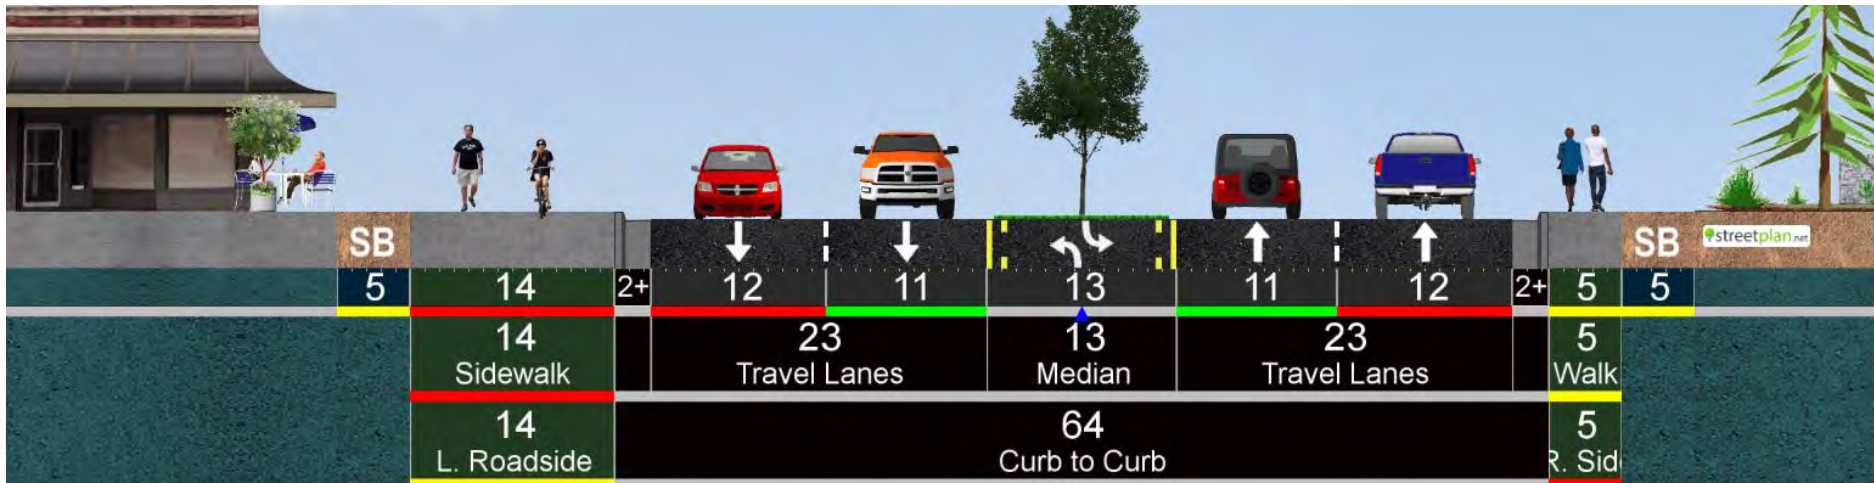 SB
SB
streetplan.net
5
14
2+
12
11
13
11
12
2+
5
5
14
23
13
23
5
Sidewalk
Travel Lanes
Median
Travel Lanes
Walk
14
64
5
L. Roadside
Curb to Curb
R. Sid